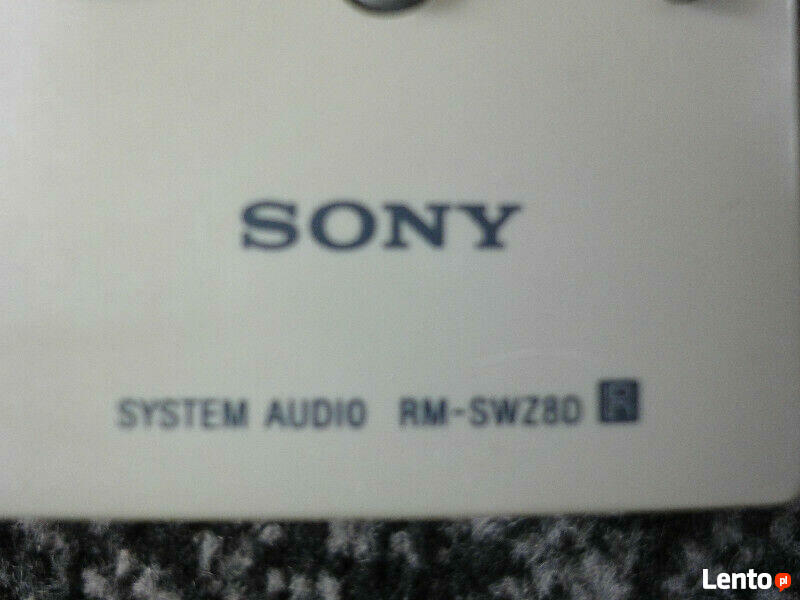 SONY
SYSTEM AUDIO RM-SWZ80 R
Lento.pl